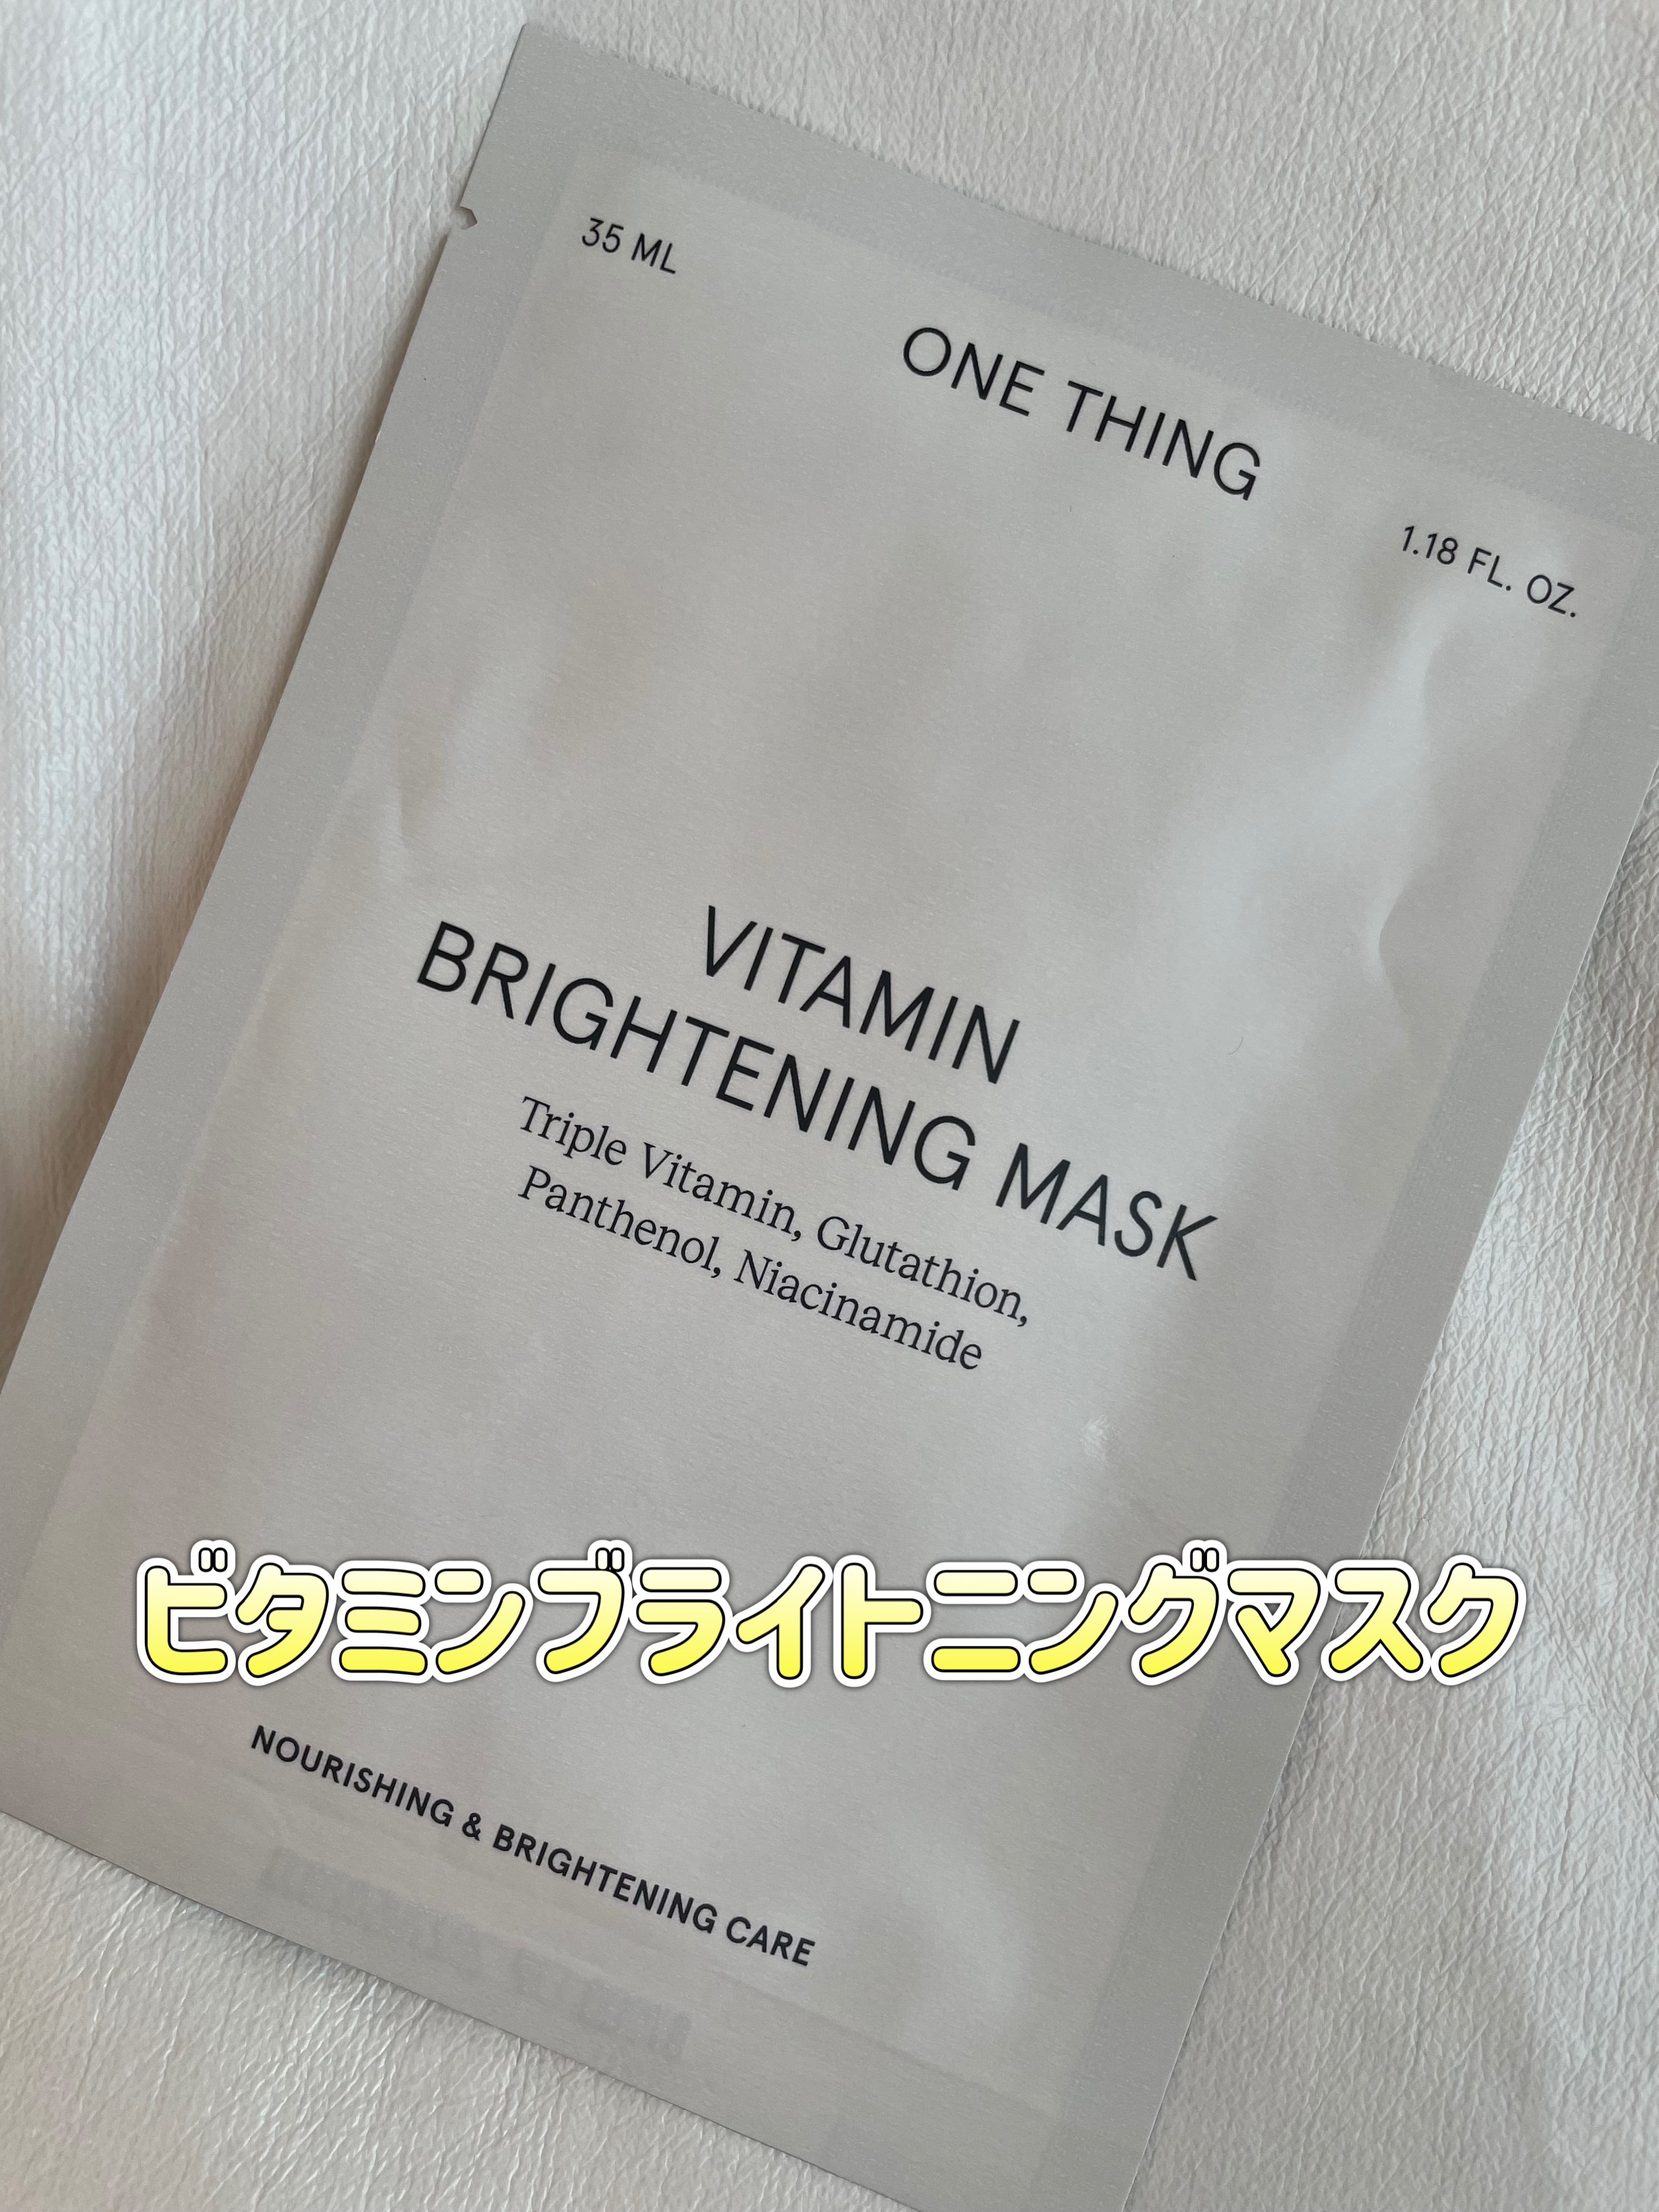 35 ML
ONE THING
1.18 FL. OZ.
VITAMIN
BRIGHTENING MASK
Triple Vitamin, Glutathion,
Panthenol, Niacinamide
ビタミンブライトニングマスク
NOURISHING & BRIGHTENING CARE